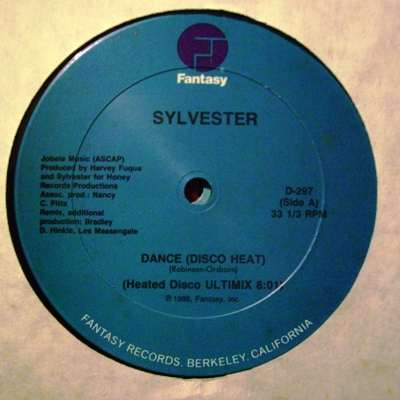 Fantasy
SYLVESTER
Jobete Music (ASCAP)
Produced by Harvey Fuqua
and Sylvester for Honey
Records Productions
Assoc. prod.: Nancy
C. Pitts
Remix, additional
production: Bradley
D. Hinkle, Les Massengale
D-297
(Side A)
33 1/3 RPM
DANCE (DISCO HEAT)
(Robinson-Orsborn)
(Heated Disco ULTIMIX 8:01)
℗ 1988, Fantasy, Inc.
FANTASY RECORDS, BERKELEY, CALIFORNIA